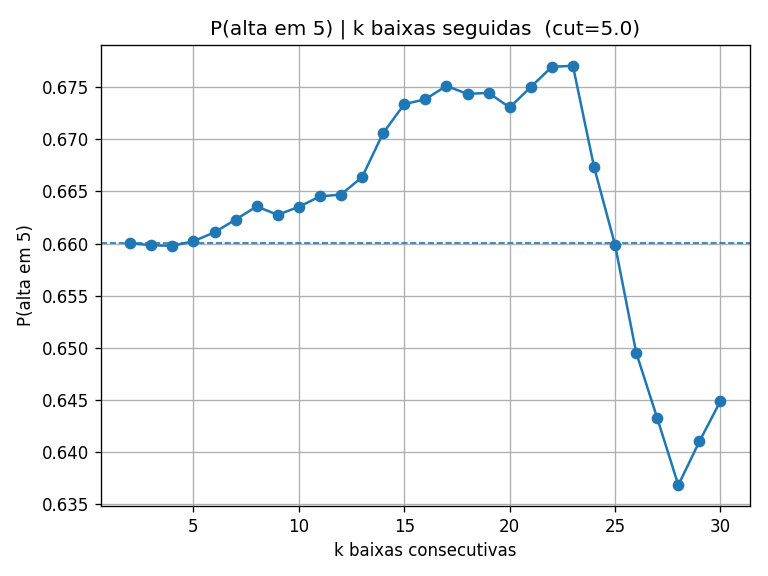 P(alta em 5) | k baixas seguidas  (cut=5.0)
P(alta em 5)
0.675
0.670
0.665
0.660
0.655
0.650
0.645
0.640
0.635
5 10 15 20 25 30
k baixas consecutivas